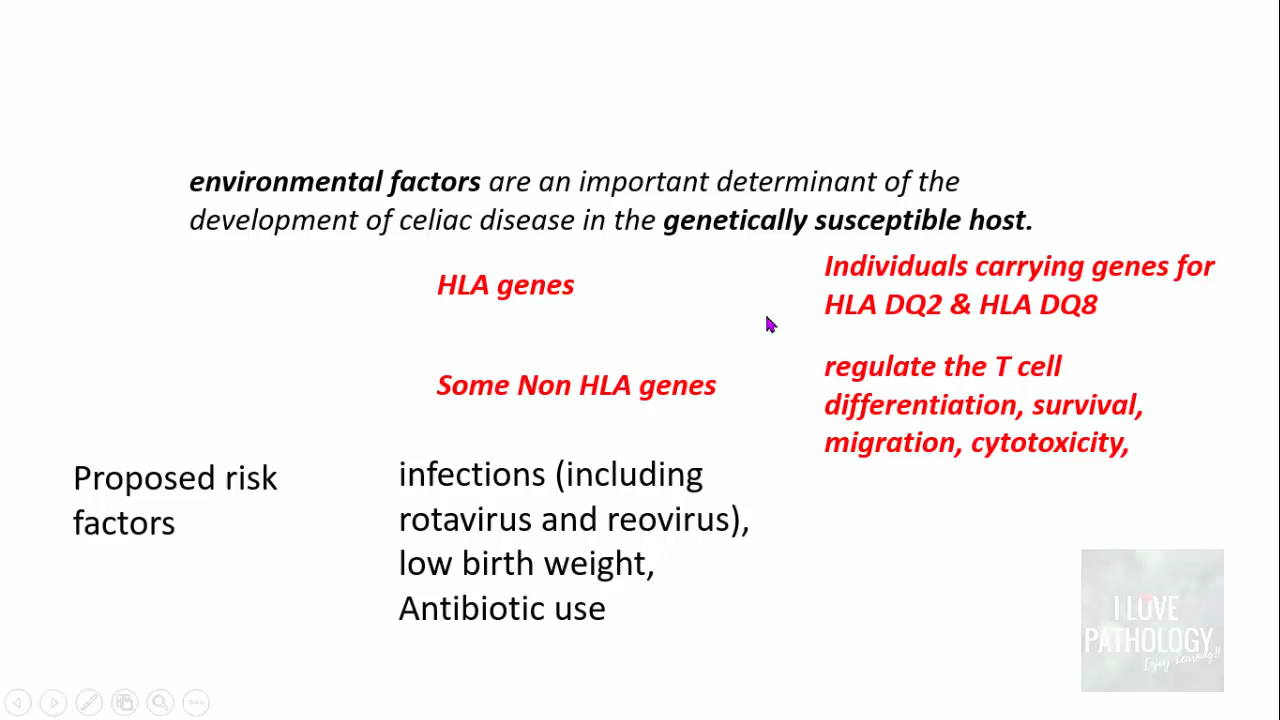 environmental factors are an important determinant of the
development of celiac disease in the genetically susceptible host.
HLA genes
Individuals carrying genes for
HLA DQ2 & HLA DQ8
Some Non HLA genes
regulate the T cell
differentiation, survival,
migration, cytotoxicity,
Proposed risk
factors
infections (including
rotavirus and reovirus),
low birth weight,
Antibiotic use
I LOVE
PATHOLOGY
Enjoy Learning!!